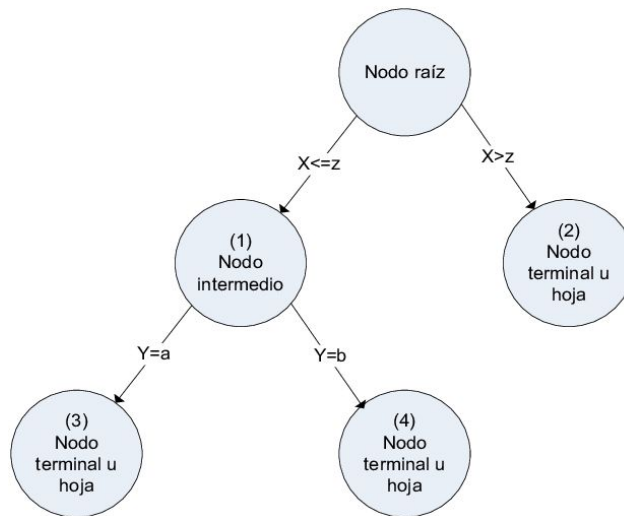 Nodo raíz
X<=z
X>z
(1)
Nodo
intermedio
(2)
Nodo
terminal u
hoja
Y=a
Y=b
(3)
Nodo
terminal u
hoja
(4)
Nodo
terminal u
hoja